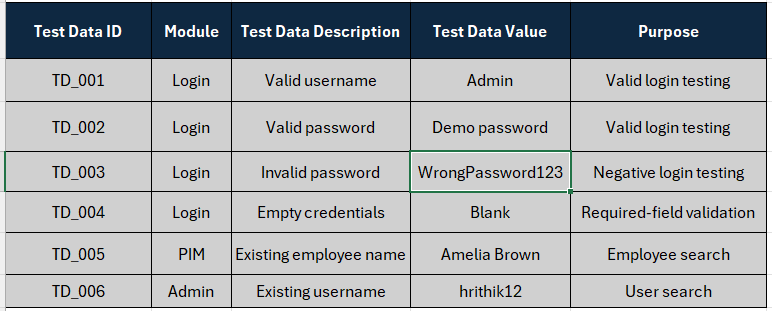 Test Data ID Module Test Data Description Test Data Value Purpose
TD_001 Login Valid username Admin Valid login testing
TD_002 Login Valid password Demo password Valid login testing
TD_003 Login Invalid password WrongPassword123 Negative login testing
TD_004 Login Empty credentials Blank Required-field validation
TD_005 PIM Existing employee name Amelia Brown Employee search
TD_006 Admin Existing username hrithik12 User search